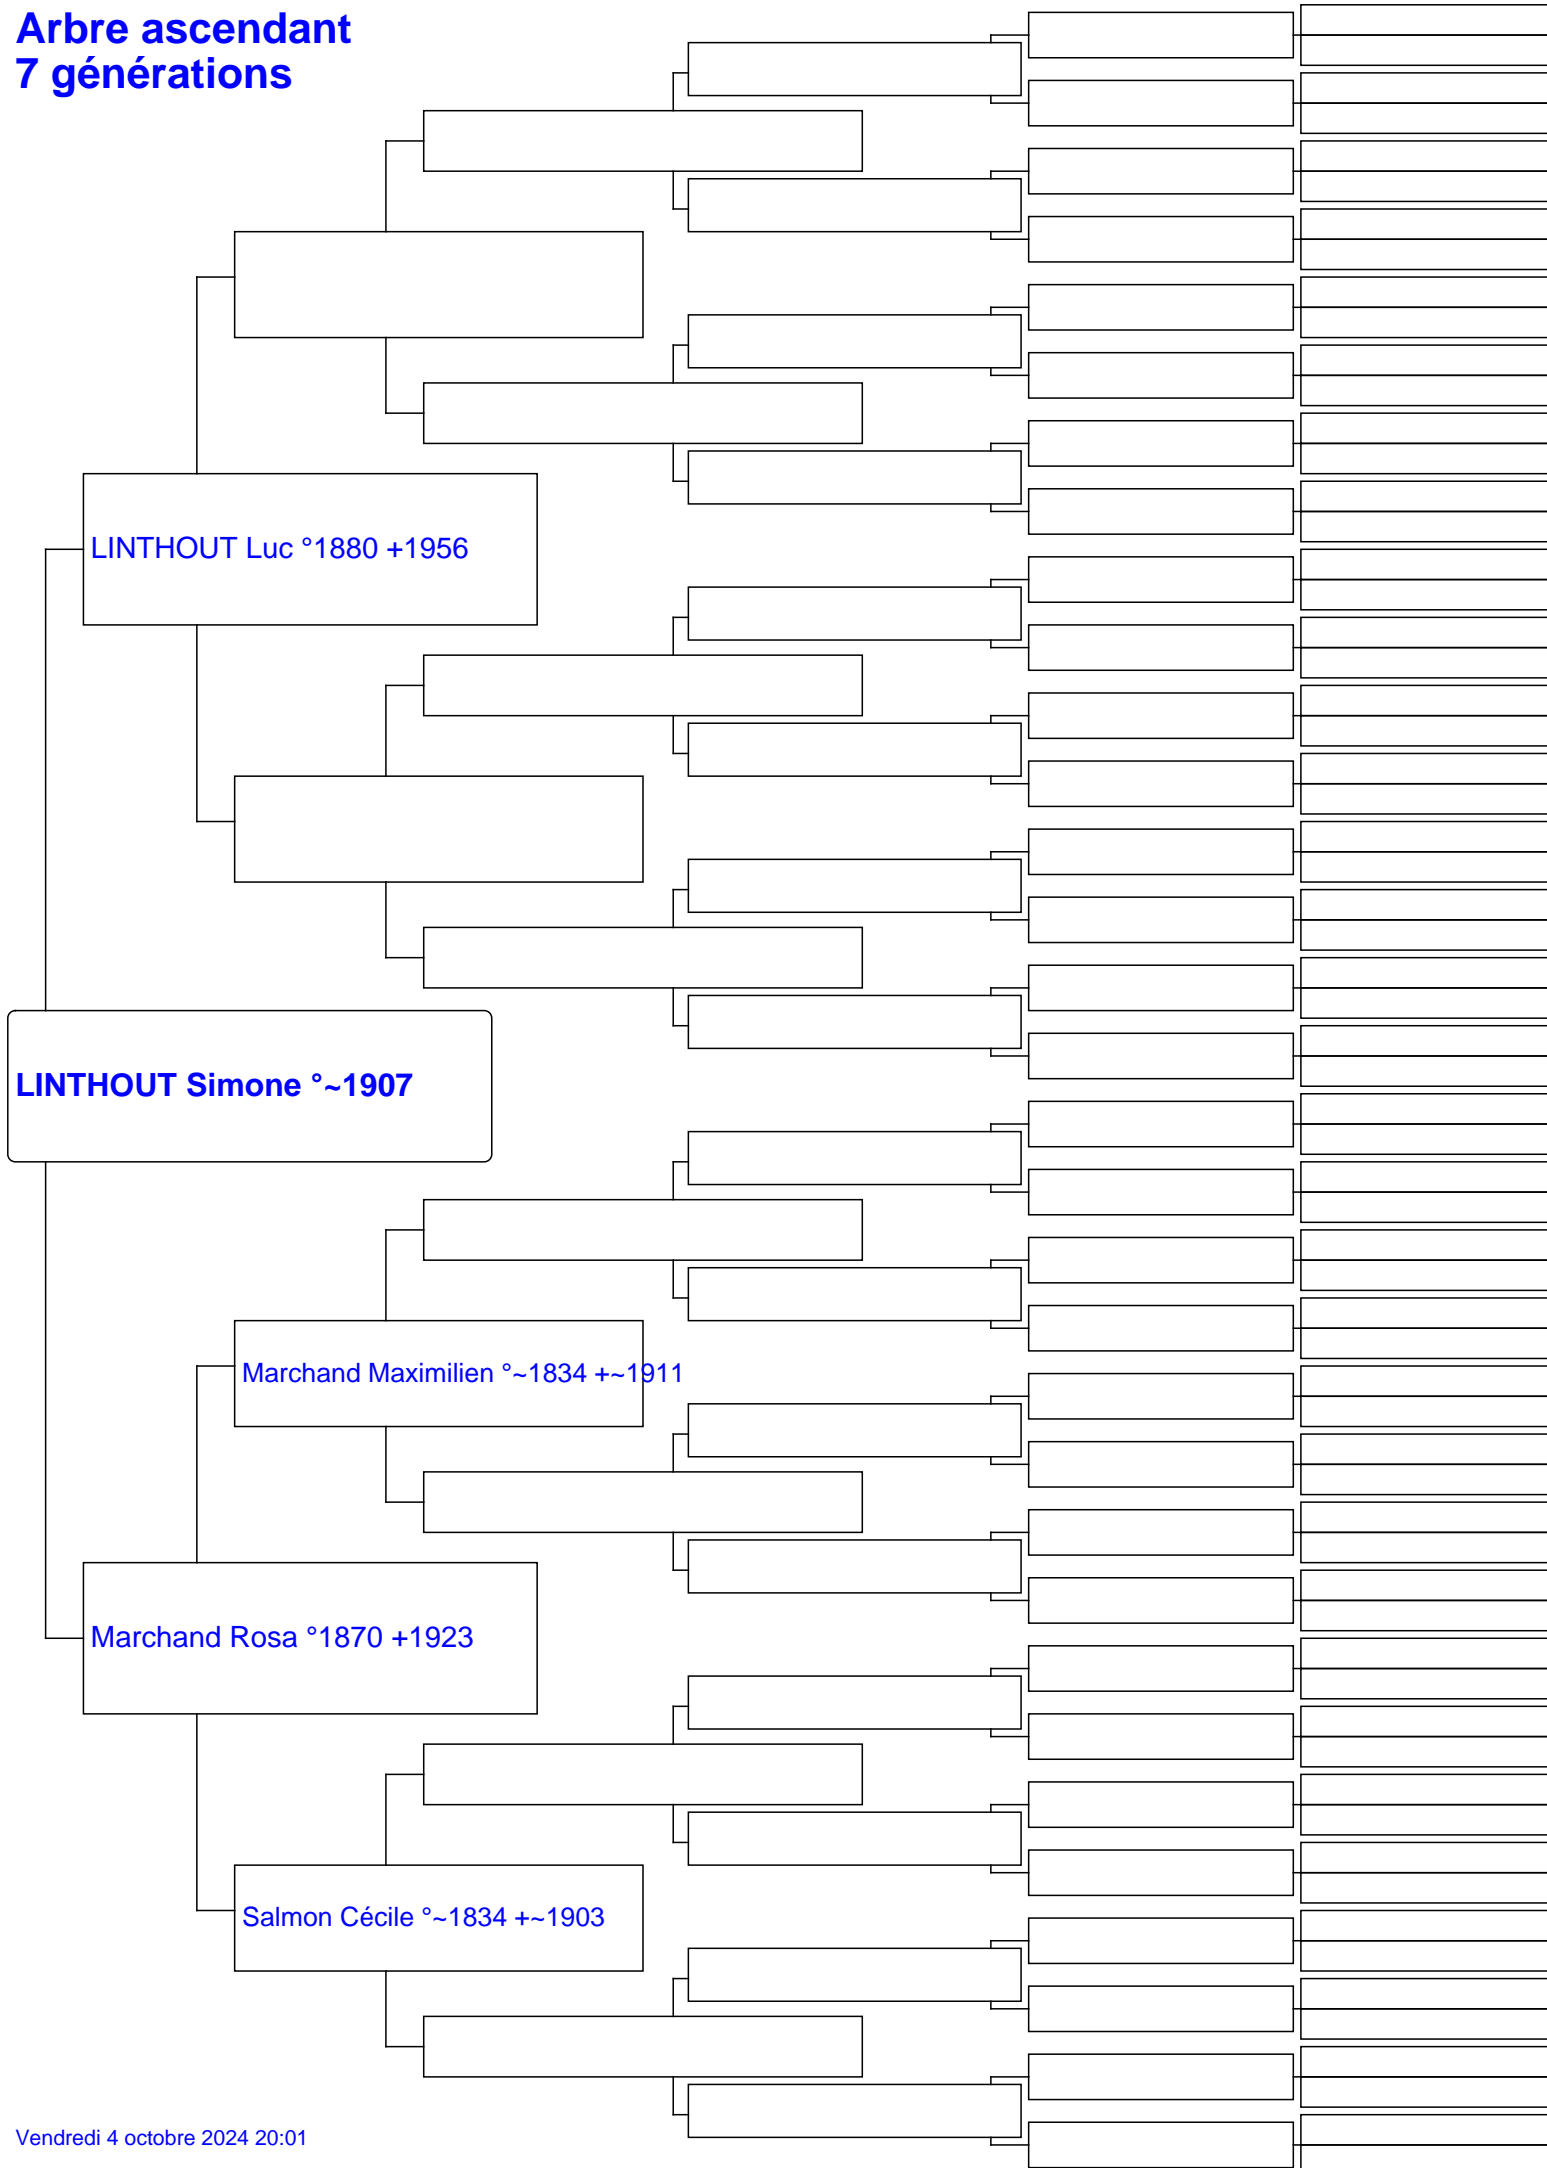 Arbre ascendant
7 générations
LINTHOUT Luc °1880 +1956
LINTHOUT Simone °~1907
Marchand Maximilien °~1834 +~1911
Marchand Rosa °1870 +1923
Salmon Cécile °~1834 +~1903
Vendredi 4 octobre 2024 20:01